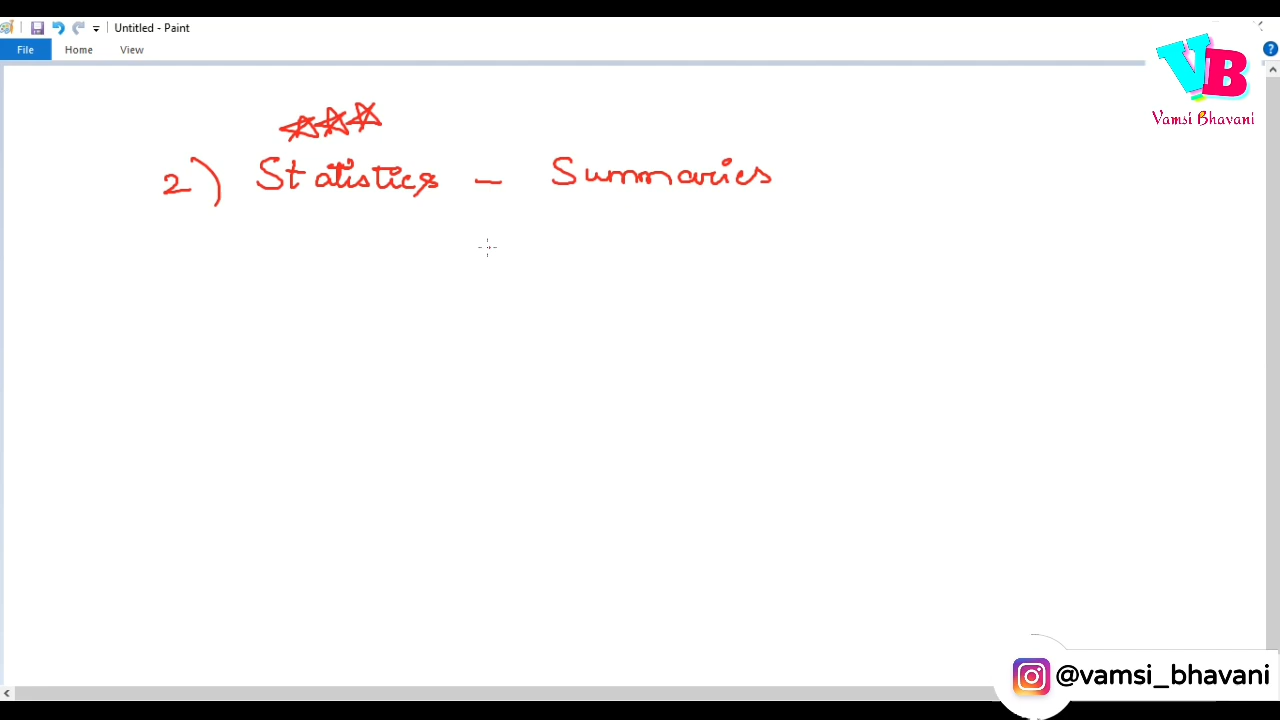 Untitled - Paint
File Home View
VB
Vamsi Bhavani
2) Statistics - Summaries
@vamsi_bhavani